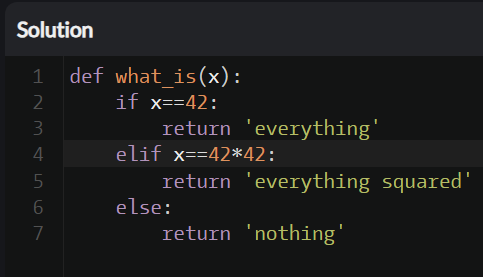 Solution
1 def what_is(x):
2     if x==42:
3         return 'everything'
4     elif x==42*42:
5         return 'everything squared'
6     else:
7         return 'nothing'